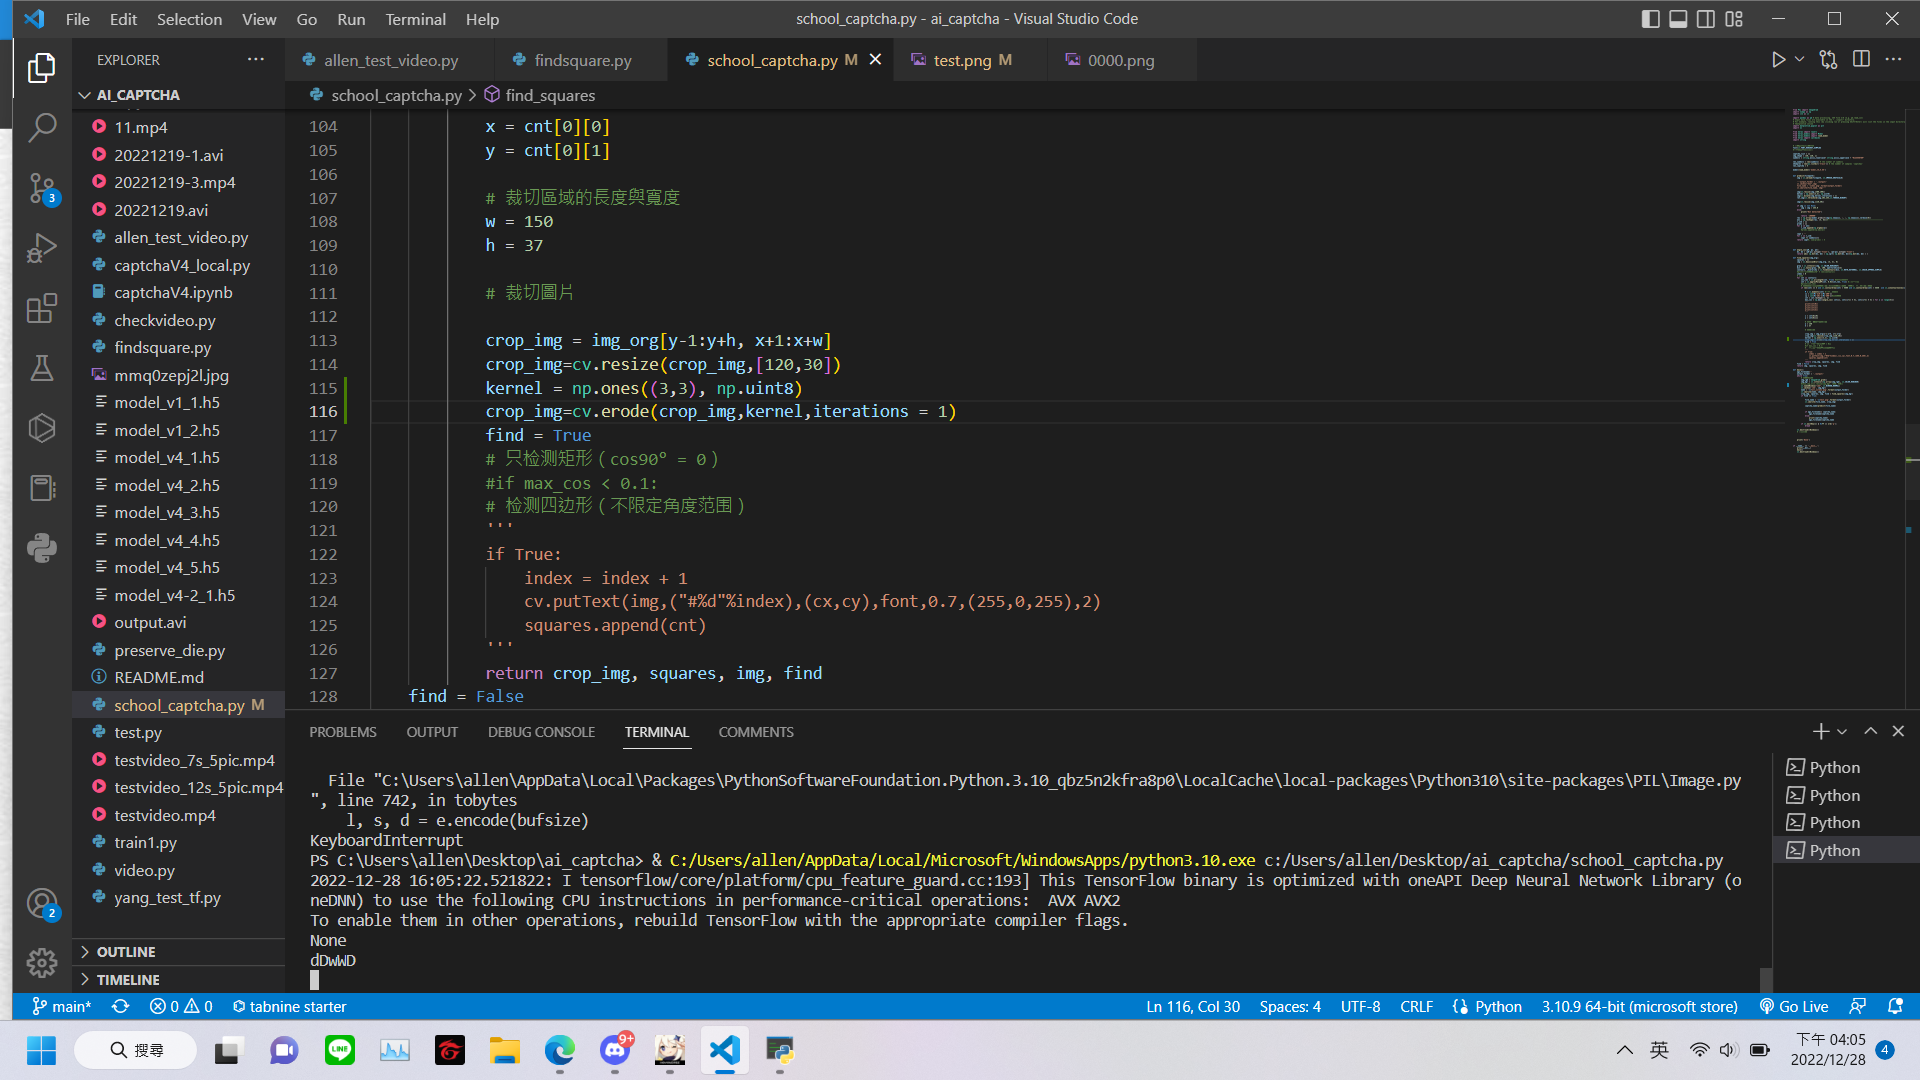 File Edit Selection View Go Run Terminal Help
school_captcha.py - ai_captcha - Visual Studio Code
EXPLORER
allen_test_video.py
findsquare.py
school_captcha.py M
test.png M
0000.png
AI_CAPTCHA
school_captcha.py > find_squares
11.mp4
20221219-1.avi
20221219-3.mp4
20221219.avi
allen_test_video.py
captchaV4_local.py
captchaV4.ipynb
checkvideo.py
findsquare.py
mmq0zepj2l.jpg
model_v1_1.h5
model_v1_2.h5
model_v4_1.h5
model_v4_2.h5
model_v4_3.h5
model_v4_4.h5
model_v4_5.h5
model_v4-2_1.h5
output.avi
preserve_die.py
README.md
school_captcha.py M
test.py
testvideo_7s_5pic.mp4
testvideo_12s_5pic.mp4
testvideo.mp4
train1.py
video.py
yang_test_tf.py
OUTLINE
TIMELINE
3
2
104 x = cnt[0][0]
105 y = cnt[0][1]
106
107 # 裁切區域的長度與寬度
108 w = 150
109 h = 37
110
111 # 裁切圖片
112
113 crop_img = img_org[y-1:y+h, x+1:x+w]
114 crop_img=cv.resize(crop_img,[120,30])
115 kernel = np.ones((3,3), np.uint8)
116 crop_img=cv.erode(crop_img,kernel,iterations = 1)
117 find = True
118 # 只检测矩形（cos90° = 0）
119 #if max_cos < 0.1:
120 # 检测四边形（不限定角度范围）
121 '''
122 if True:
123 index = index + 1
124 cv.putText(img,("#%d"%index),(cx,cy),font,0.7,(255,0,255),2)
125 squares.append(cnt)
126 '''
127 return crop_img, squares, img, find
128 find = False
PROBLEMS OUTPUT DEBUG CONSOLE TERMINAL COMMENTS
File "C:\Users\allen\AppData\Local\Packages\PythonSoftwareFoundation.Python.3.10_qbz5n2kfra8p0\LocalCache\local-packages\Python310\site-packages\PIL\Image.py
", line 742, in tobytes
l, s, d = e.encode(bufsize)
KeyboardInterrupt
PS C:\Users\allen\Desktop\ai_captcha> & C:/Users/allen/AppData/Local/Microsoft/WindowsApps/python3.10.exe c:/Users/allen/Desktop/ai_captcha/school_captcha.py
2022-12-28 16:05:22.521822: I tensorflow/core/platform/cpu_feature_guard.cc:193] This TensorFlow binary is optimized with oneAPI Deep Neural Network Library (o
neDNN) to use the following CPU instructions in performance-critical operations:  AVX AVX2
To enable them in other operations, rebuild TensorFlow with the appropriate compiler flags.
None
dDwWD
Python
Python
Python
Python
main* 0 0 tabnine starter
Ln 116, Col 30 Spaces: 4 UTF-8 CRLF Python 3.10.9 64-bit (microsoft store) Go Live
搜尋
LINE
9+
英
下午 04:05
2022/12/28
4